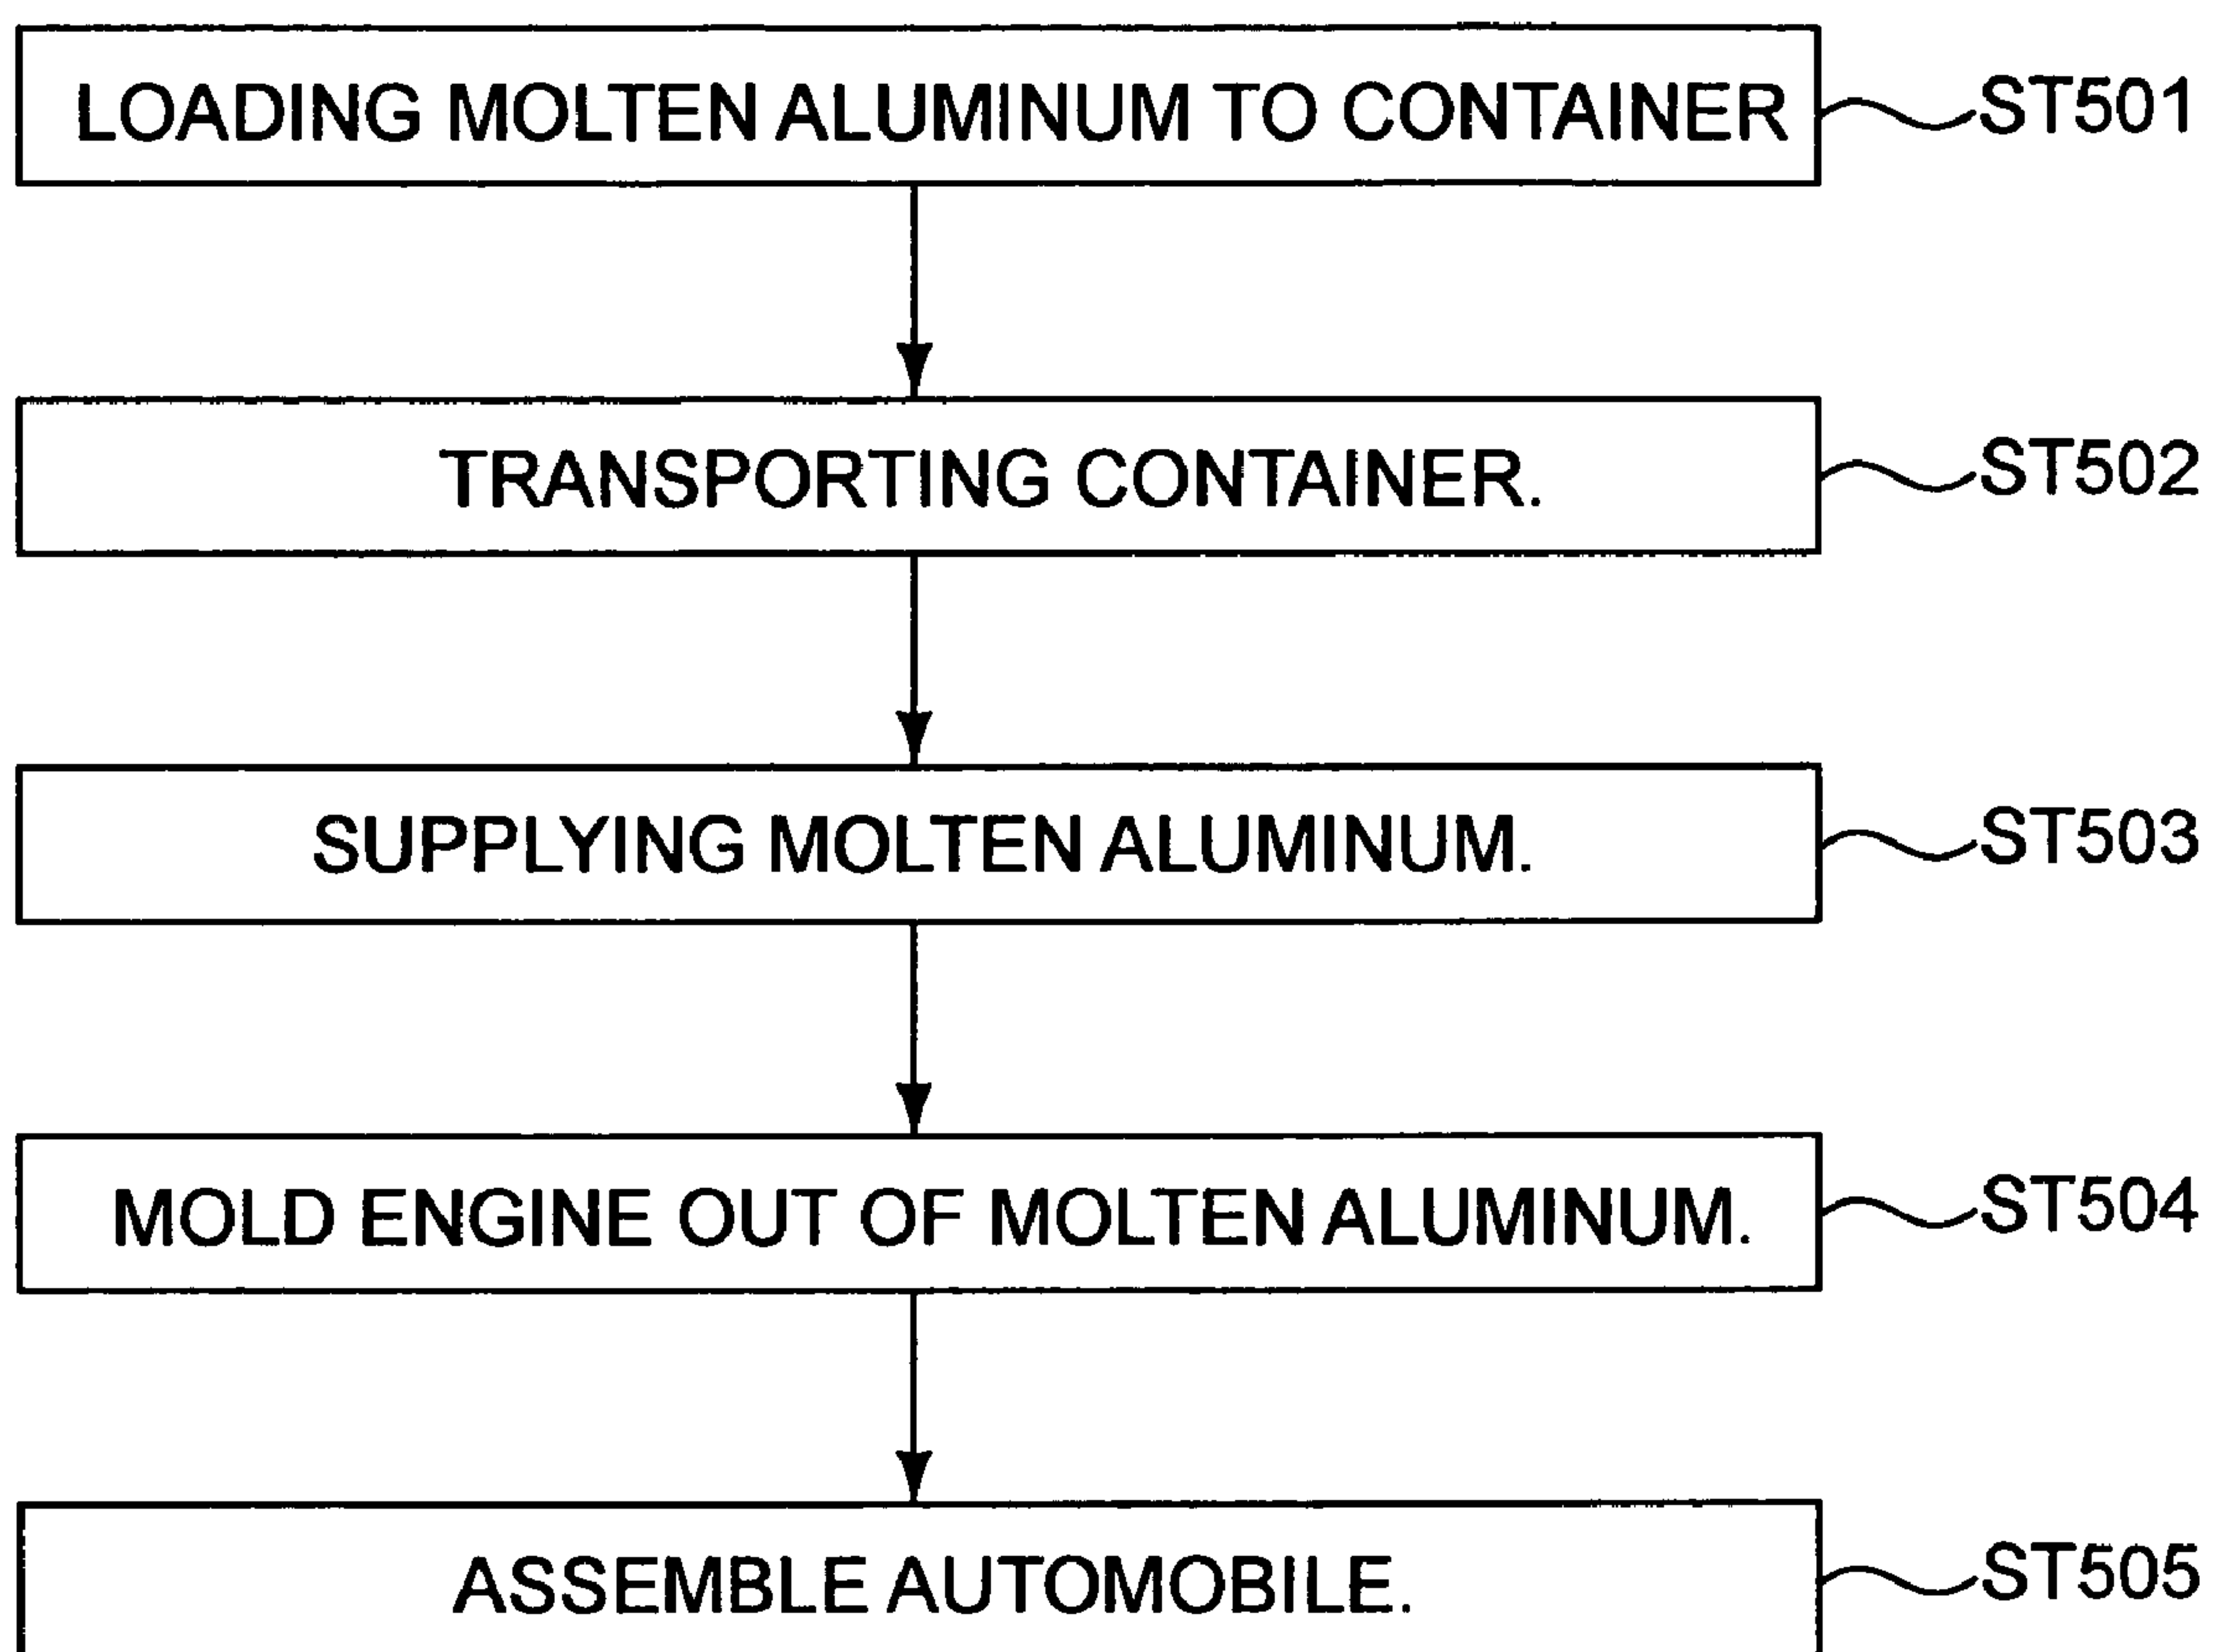 LOADING MOLTEN ALUMINUM TO CONTAINER ST501
TRANSPORTING CONTAINER. ST502
SUPPLYING MOLTEN ALUMINUM. ST503
MOLD ENGINE OUT OF MOLTEN ALUMINUM. ST504
ASSEMBLE AUTOMOBILE. ST505